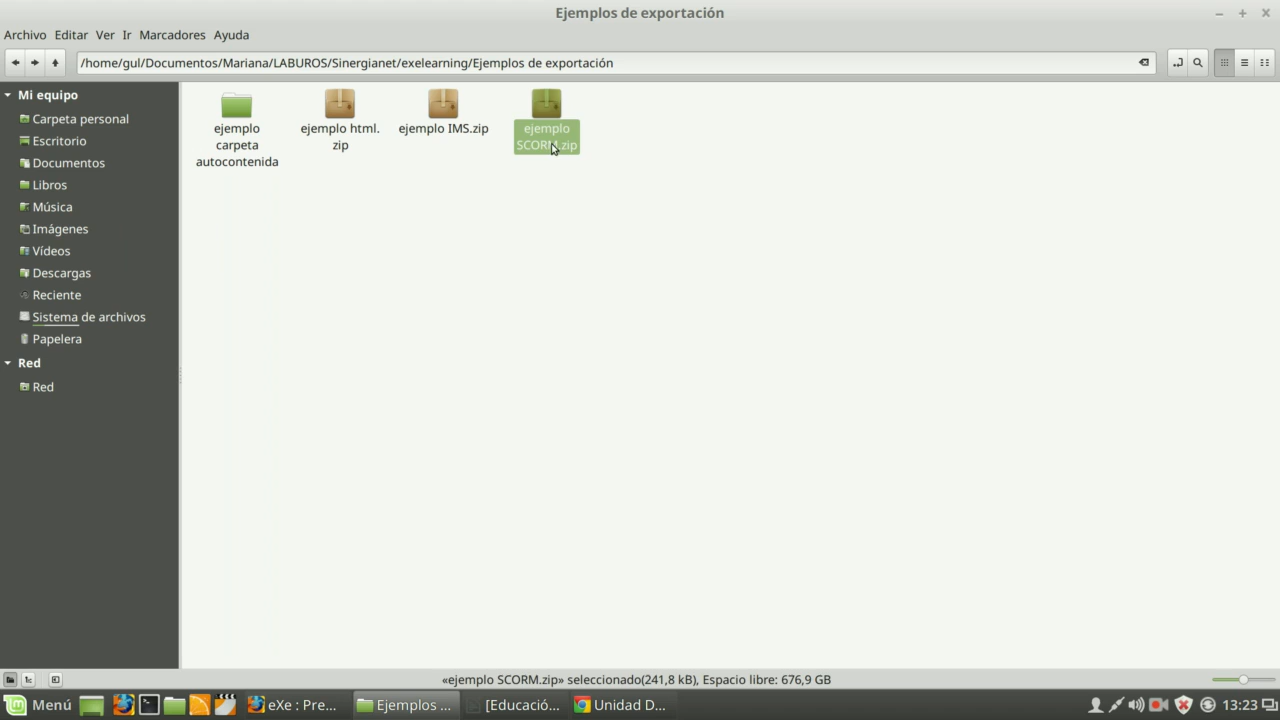 Ejemplos de exportación
Archivo Editar Ver Ir Marcadores Ayuda
/home/gul/Documentos/Mariana/LABUROS/Sinergianet/exelearning/Ejemplos de exportación
Mi equipo
Carpeta personal
Escritorio
Documentos
Libros
Música
Imágenes
Vídeos
Descargas
Reciente
Sistema de archivos
Papelera
Red
Red
ejemplo
carpeta
autocontenida
ejemplo html.
zip
ejemplo IMS.zip
ejemplo
SCORM.zip
«ejemplo SCORM.zip» seleccionado(241,8 kB), Espacio libre: 676,9 GB
Menú
eXe : Pre...
Ejemplos ...
[Educació...
Unidad D...
13:23